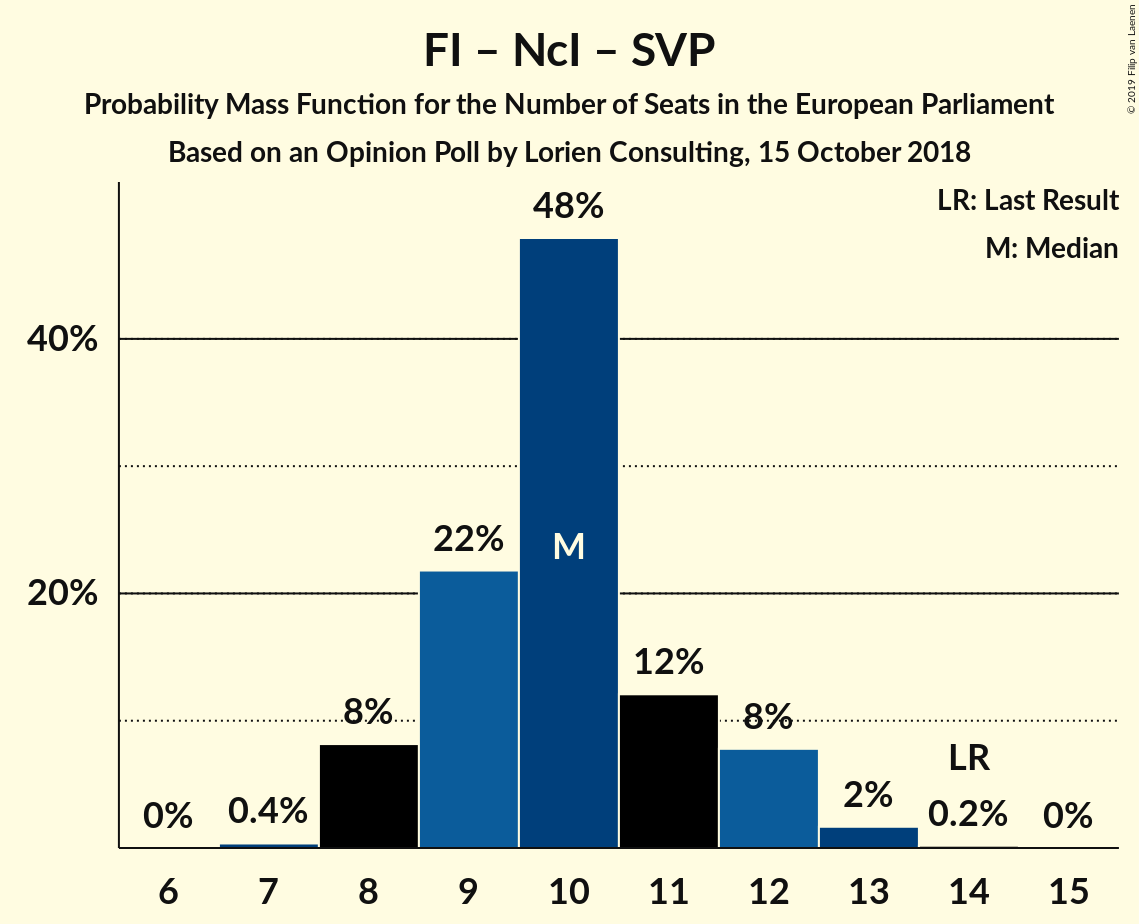 FI – NcI – SVP
Probability Mass Function for the Number of Seats in the European Parliament
Based on an Opinion Poll by Lorien Consulting, 15 October 2018
© 2019 Filip van Laenen
LR: Last Result
M: Median
48%
40%
22%
M
20%
12%
8%
8%
LR
2%
0%
0.4%
0.2%
0%
6 7 8 9 10 11 12 13 14 15